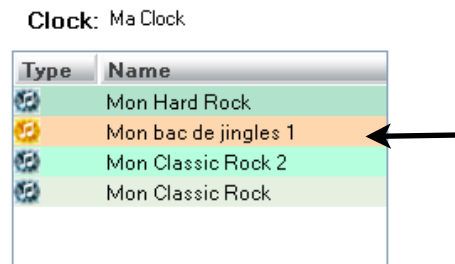 Clock: Ma Clock
Type Name
Mon Hard Rock
Mon bac de jingles 1
Mon Classic Rock 2
Mon Classic Rock